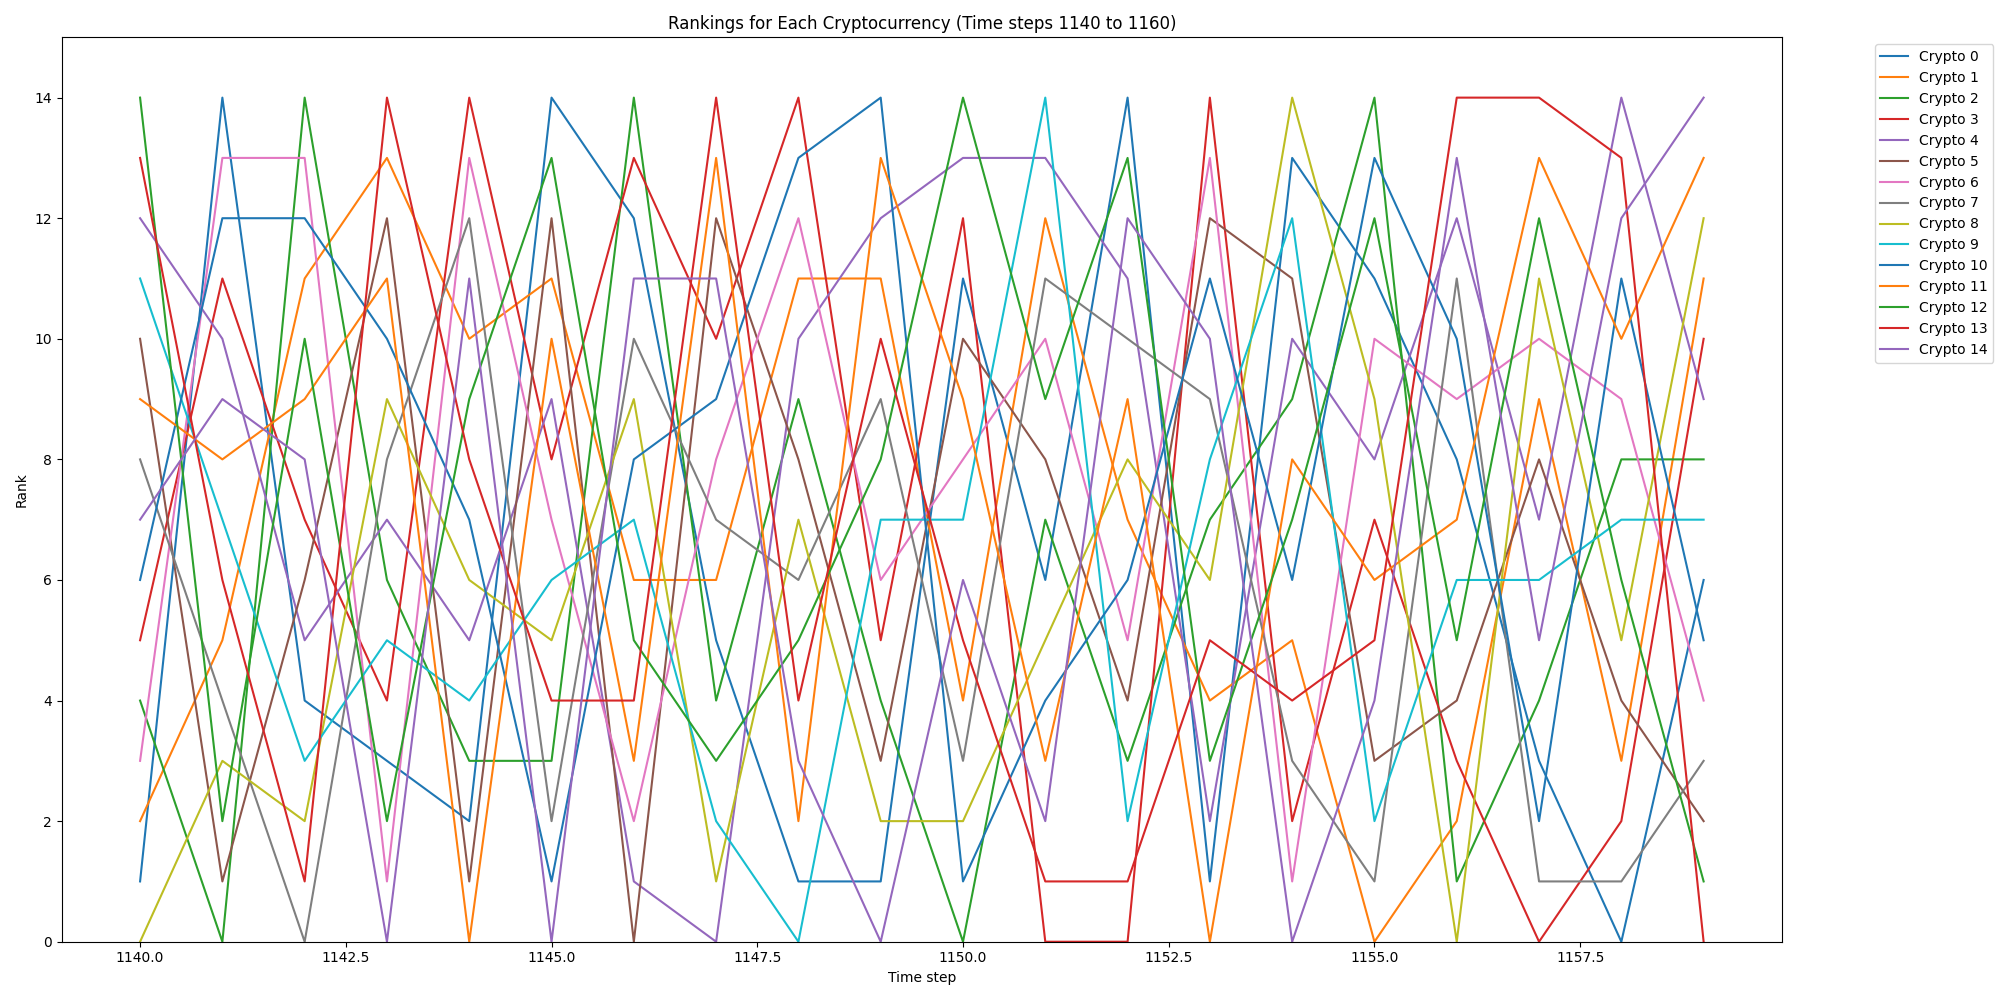 Rankings for Each Cryptocurrency (Time steps 1140 to 1160)
Rank
14
12
10
8
6
4
2
0
1140.0 1142.5 1145.0 1147.5 1150.0 1152.5 1155.0 1157.5
Time step
Crypto 0
Crypto 1
Crypto 2
Crypto 3
Crypto 4
Crypto 5
Crypto 6
Crypto 7
Crypto 8
Crypto 9
Crypto 10
Crypto 11
Crypto 12
Crypto 13
Crypto 14